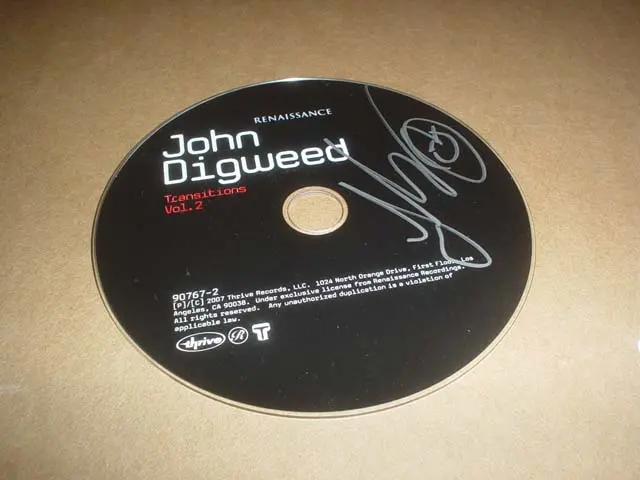 RENAISSANCE
John
Digweed
Transitions
Vol.2
90767-2
[P]/[C] 2007 Thrive Records, LLC. 1024 North Orange Drive, First Floor, Los
Angeles, CA 90038. Under exclusive license from Renaissance Recordings.
All rights reserved. Any unauthorized duplication is a violation of
applicable law.
thrive R T